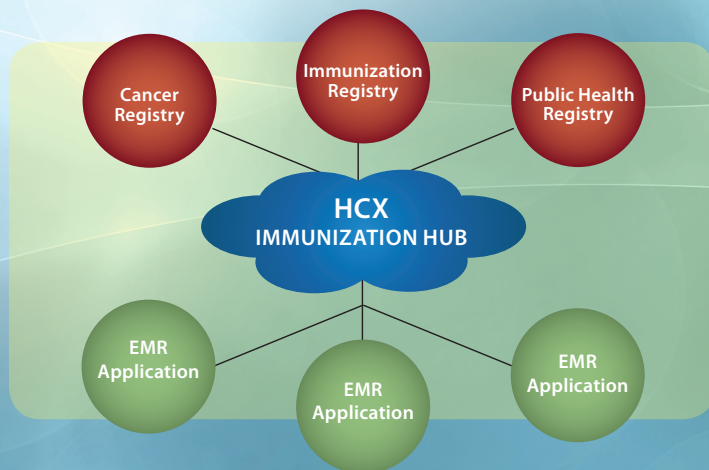 Cancer
Registry
Immunization
Registry
Public Health
Registry
HCX
IMMUNIZATION HUB
EMR
Application
EMR
Application
EMR
Application